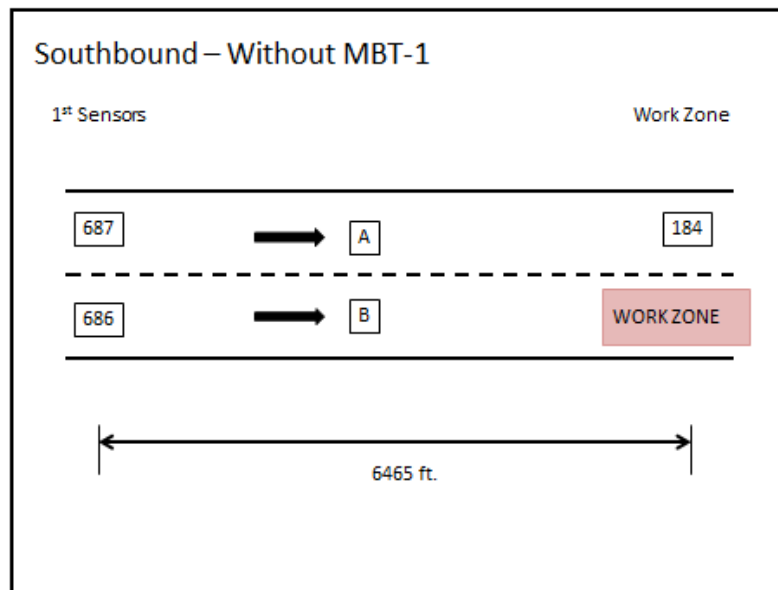 Southbound – Without MBT-1
1st Sensors
Work Zone
687
A
184
686
B
WORK ZONE
6465 ft.